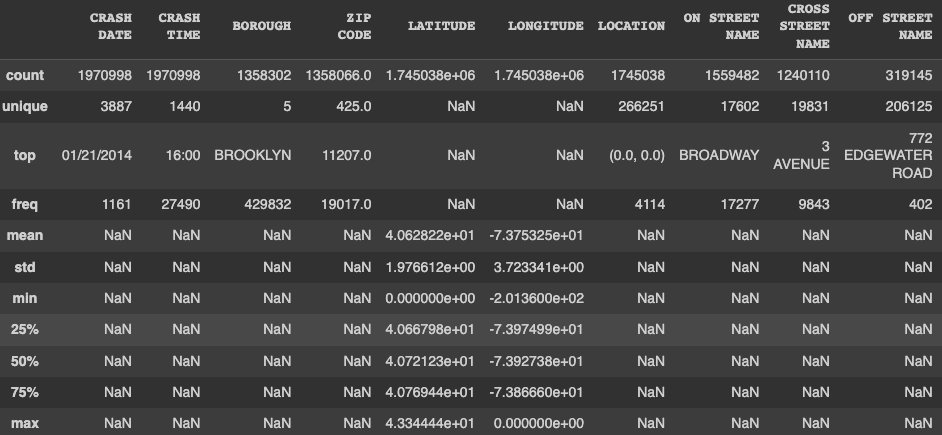 CRASH DATE CRASH TIME BOROUGH ZIP CODE LATITUDE LONGITUDE LOCATION ON STREET NAME CROSS STREET NAME OFF STREET NAME
count 1970998 1970998 1358302 1358066.0 1.745038e+06 1.745038e+06 1745038 1559482 1240110 319145
unique 3887 1440 5 425.0 NaN NaN 266251 17602 19831 206125
top 01/21/2014 16:00 BROOKLYN 11207.0 NaN NaN (0.0, 0.0) BROADWAY 3 AVENUE 772 EDGEWATER ROAD
freq 1161 27490 429832 19017.0 NaN NaN 4114 17277 9843 402
mean NaN NaN NaN NaN 4.062822e+01 -7.375325e+01 NaN NaN NaN NaN
std NaN NaN NaN NaN 1.976612e+00 3.723341e+00 NaN NaN NaN NaN
min NaN NaN NaN NaN 0.000000e+00 -2.013600e+02 NaN NaN NaN NaN
25% NaN NaN NaN NaN 4.066798e+01 -7.397499e+01 NaN NaN NaN NaN
50% NaN NaN NaN NaN 4.072123e+01 -7.392738e+01 NaN NaN NaN NaN
75% NaN NaN NaN NaN 4.076944e+01 -7.386660e+01 NaN NaN NaN NaN
max NaN NaN NaN NaN 4.334444e+01 0.000000e+00 NaN NaN NaN NaN